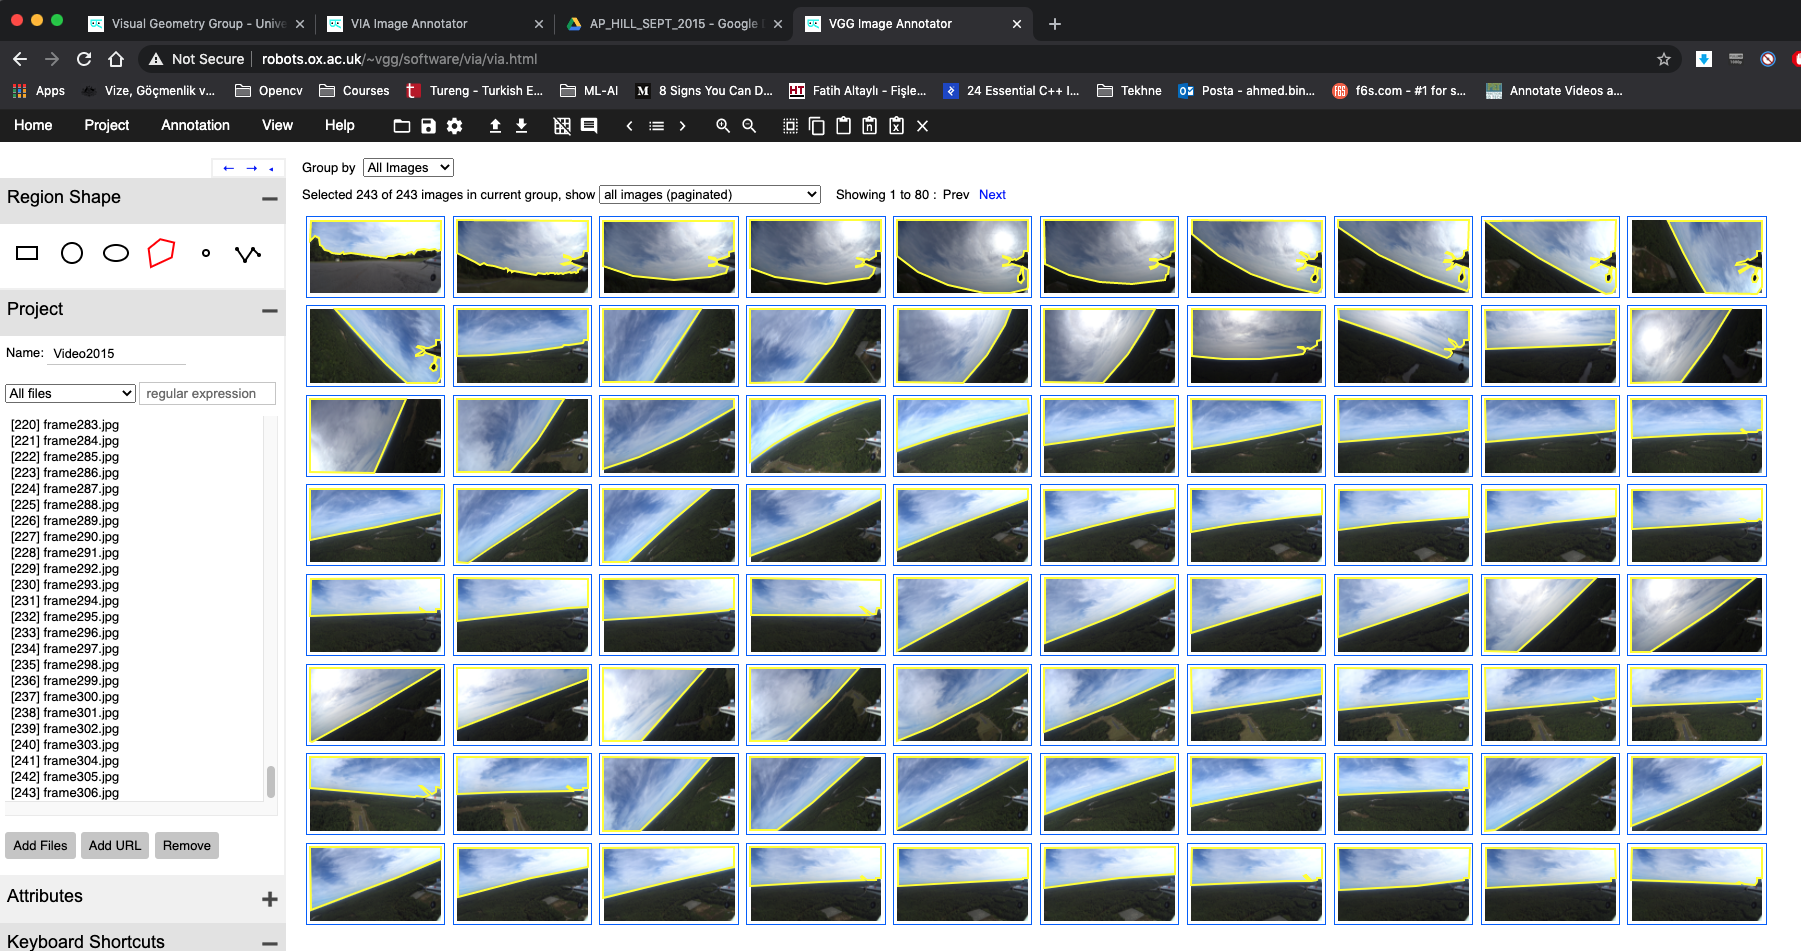 Visual Geometry Group - Unive
VIA Image Annotator
AP_HILL_SEPT_2015 - Google
VGG Image Annotator
Not Secure robots.ox.ac.uk/~vgg/software/via/via.html
Apps
Vize, Göçmenlik v...
Opencv
Courses
Tureng - Turkish E...
ML-AI
M 8 Signs You Can D...
HT Fatih Altaylı - Fişle...
24 Essential C++ I...
Tekhne
Posta - ahmed.bin...
f6s.com - #1 for s...
Annotate Videos a...
Home Project Annotation View Help
Group by All Images
Selected 243 of 243 images in current group, show all images (paginated) Showing 1 to 80 : Prev Next
Region Shape
Project
Name: Video2015
All files regular expression
[220] frame283.jpg
[221] frame284.jpg
[222] frame285.jpg
[223] frame286.jpg
[224] frame287.jpg
[225] frame288.jpg
[226] frame289.jpg
[227] frame290.jpg
[228] frame291.jpg
[229] frame292.jpg
[230] frame293.jpg
[231] frame294.jpg
[232] frame295.jpg
[233] frame296.jpg
[234] frame297.jpg
[235] frame298.jpg
[236] frame299.jpg
[237] frame300.jpg
[238] frame301.jpg
[239] frame302.jpg
[240] frame303.jpg
[241] frame304.jpg
[242] frame305.jpg
[243] frame306.jpg
Add Files Add URL Remove
Attributes
Keyboard Shortcuts